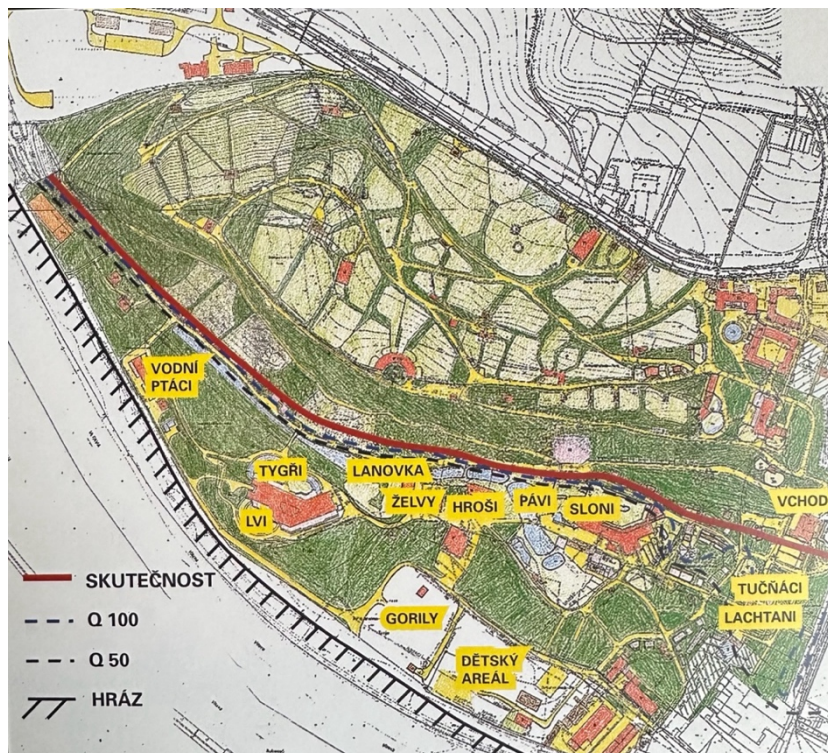 VODNÍ
PTÁCI
TYGŘI
LANOVKA
ŽELVY
HROŠI
PÁVI
SLONI
VCHOD
LVI
SKUTEČNOST
TUČŇÁCI
Q 100
GORILY
LACHTANI
Q 50
DĚTSKÝ
AREÁL
HRÁZ